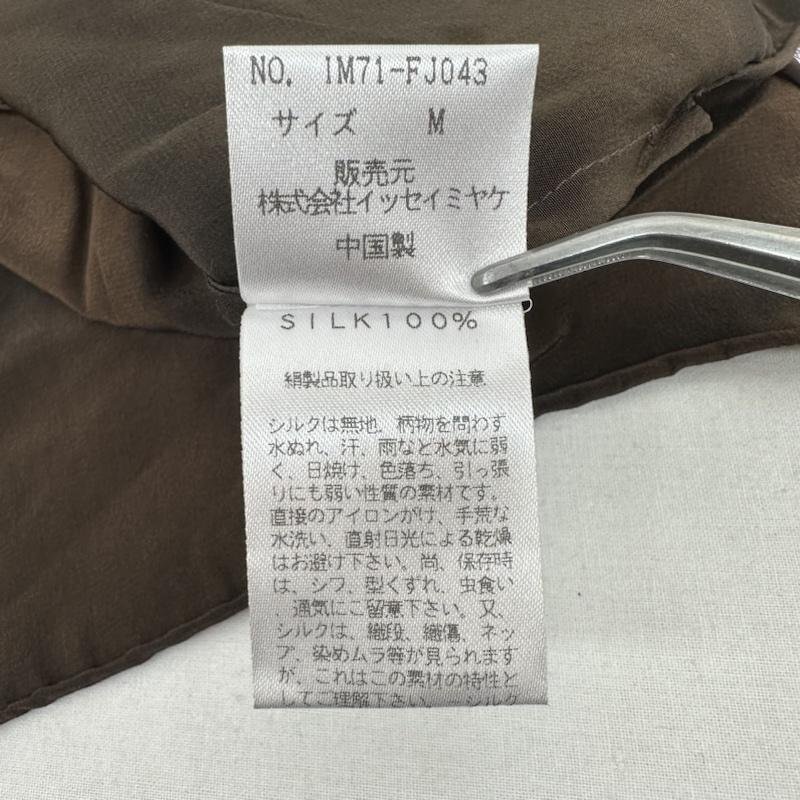 NO. IM71-FJ043
サイズ M
販売元
株式会社イッセイミヤケ
中国製
SILK100%
絹製品取り扱い上の注意
シルクは無地、柄物を問わず
水ぬれ、汗、雨など水気に弱
く、日焼け、色落ち、引っ張
りにも弱い性質の素材です。
直接のアイロンがけ、手荒な
水洗い、直射日光による乾燥
はお避け下さい。尚、保存時
は、シワ、型くずれ、虫食い
、通気にご留意下さい。又、
シルクは、織段、織傷、ネッ
プ、染めムラ等が見られます
が、これはこの素材の特性と
してご理解下さい。 シルク